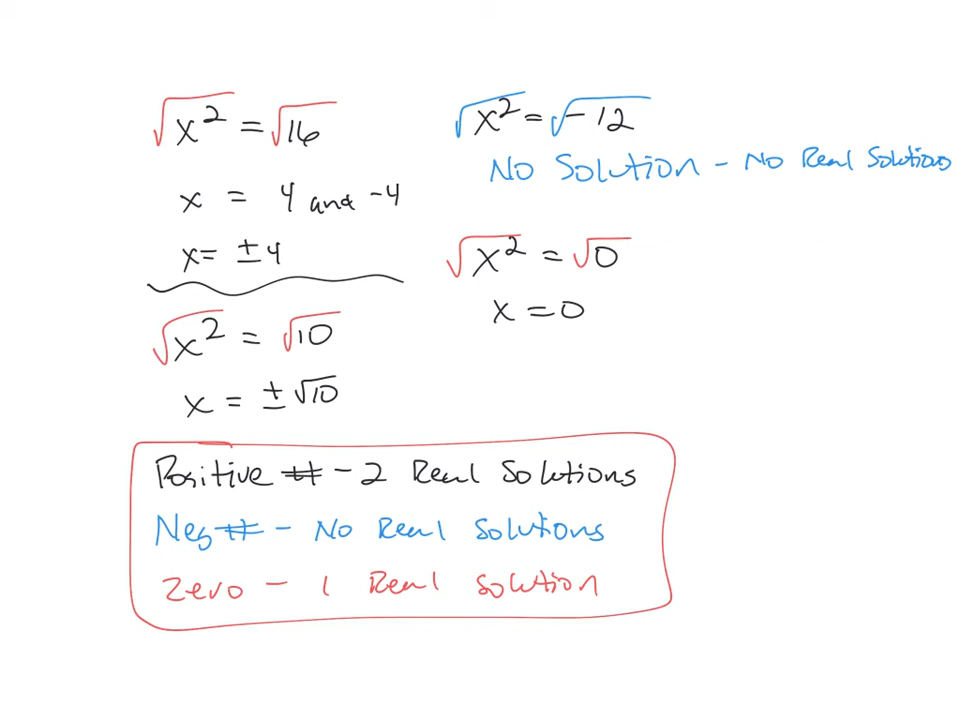 √x² = √16
x = 4 and -4
x = ±4
√x² = √10
x = ±√10
√x² = √-12
No Solution - No Real Solutions
√x² = √0
x = 0
Positive # - 2 Real Solutions
Neg # - No Real Solutions
Zero - 1 Real Solution